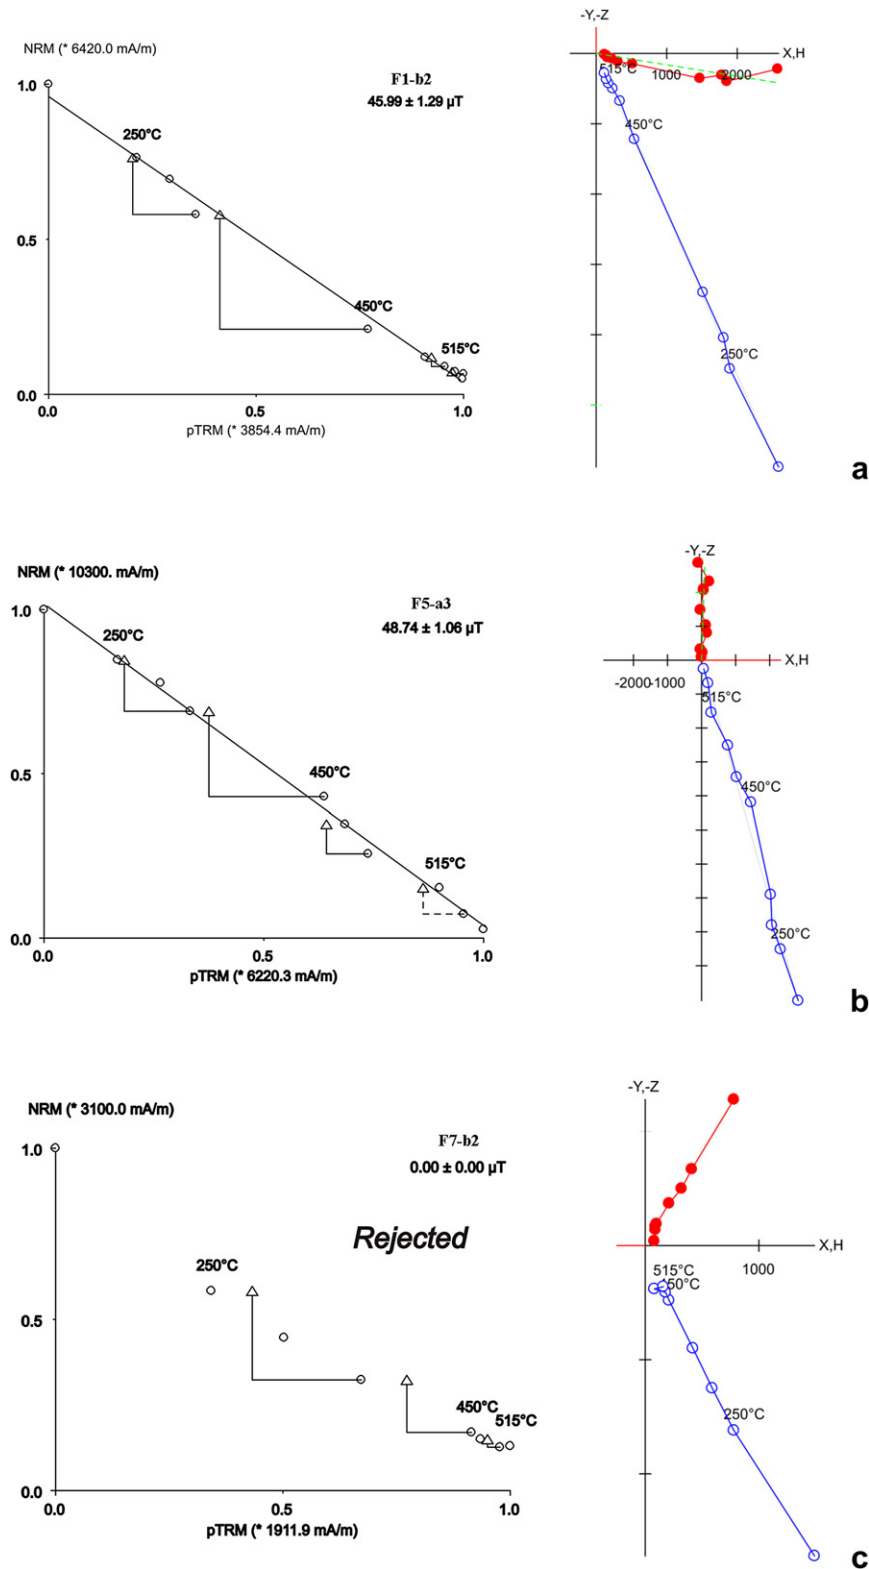 NRM (* 6420.0 mA/m)
F1-b2
45.99 ± 1.29 µT
1.0
250°C
0.5
450°C
515°C
0.0
0.0
0.5
1.0
pTRM (* 3854.4 mA/m)
-Y,-Z
X,H
515°C
1000
2000
450°C
250°C
a
NRM (* 10300. mA/m)
F5-a3
48.74 ± 1.06 µT
1.0
250°C
450°C
0.5
515°C
0.0
0.0
0.5
1.0
pTRM (* 6220.3 mA/m)
-Y,-Z
X,H
-2000
-1000
515°C
450°C
250°C
b
NRM (* 3100.0 mA/m)
F7-b2
0.00 ± 0.00 µT
1.0
Rejected
250°C
0.5
450°C
515°C
0.0
0.0
0.5
1.0
pTRM (* 1911.9 mA/m)
-Y,-Z
X,H
515°C
1000
450°C
250°C
c